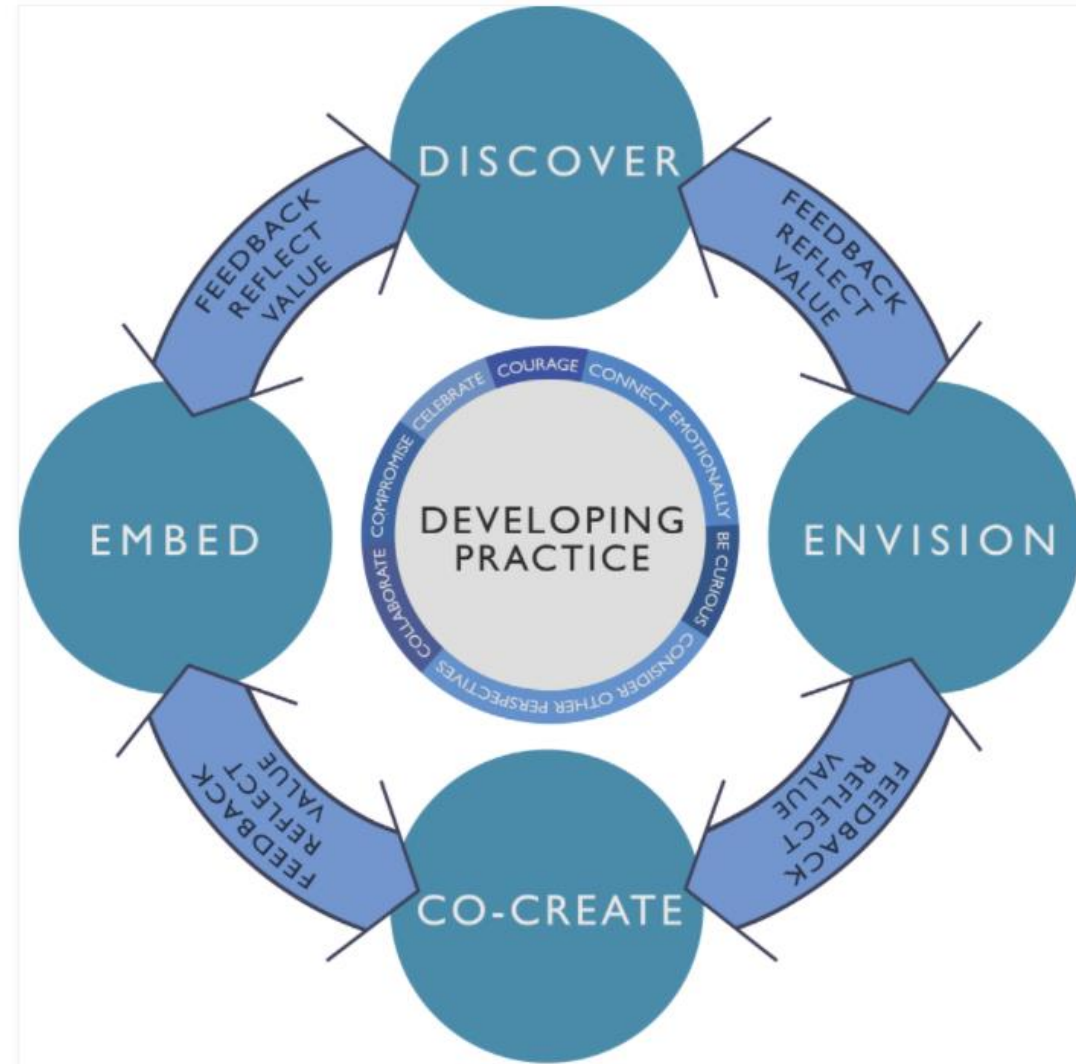 DISCOVER
FEEDBACK
REFLECT
VALUE
FEEDBACK
REFLECT
VALUE
COURAGE
CONNECT EMOTIONALLY
BE CURIOUS
CONSIDER OTHER PERSPECTIVES
COLLABORATE
COMPROMISE
CELEBRATE
EMBED
DEVELOPING
PRACTICE
ENVISION
FEEDBACK
REFLECT
VALUE
FEEDBACK
REFLECT
VALUE
CO-CREATE